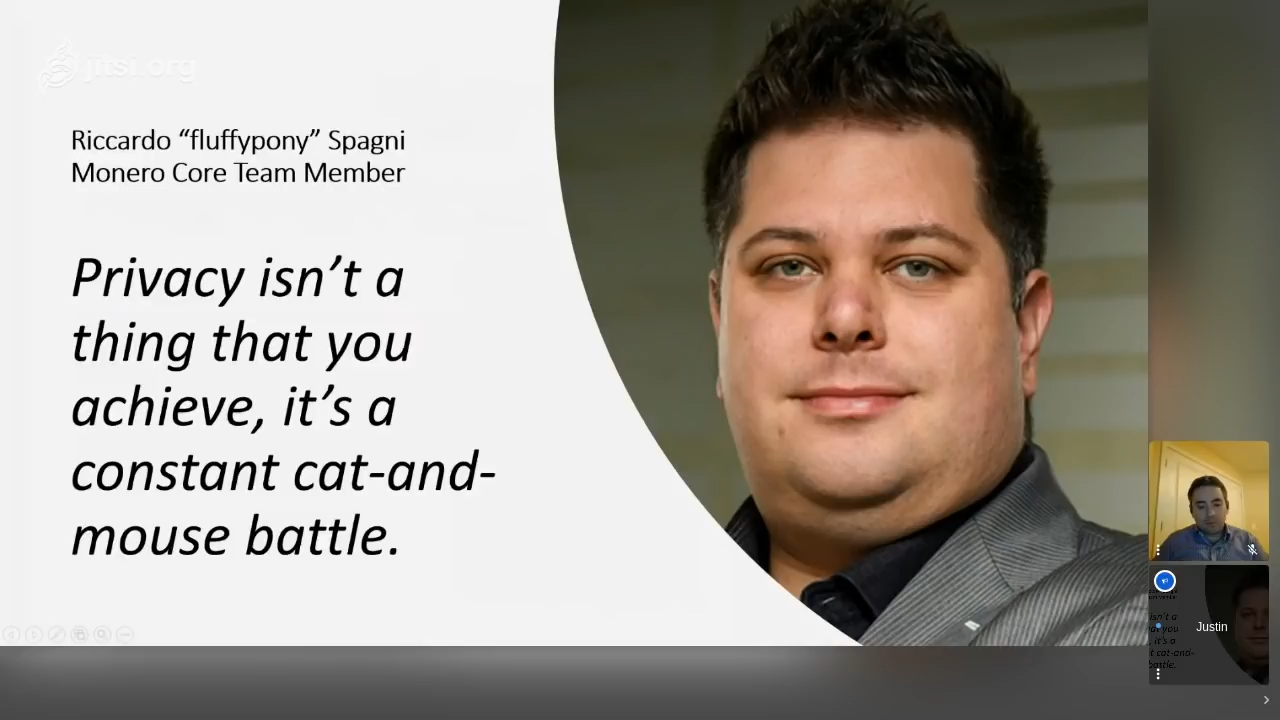 jitsi.org
Riccardo “fluffypony” Spagni
Monero Core Team Member
Privacy isn’t a
thing that you
achieve, it’s a
constant cat-and-
mouse battle.
Justin